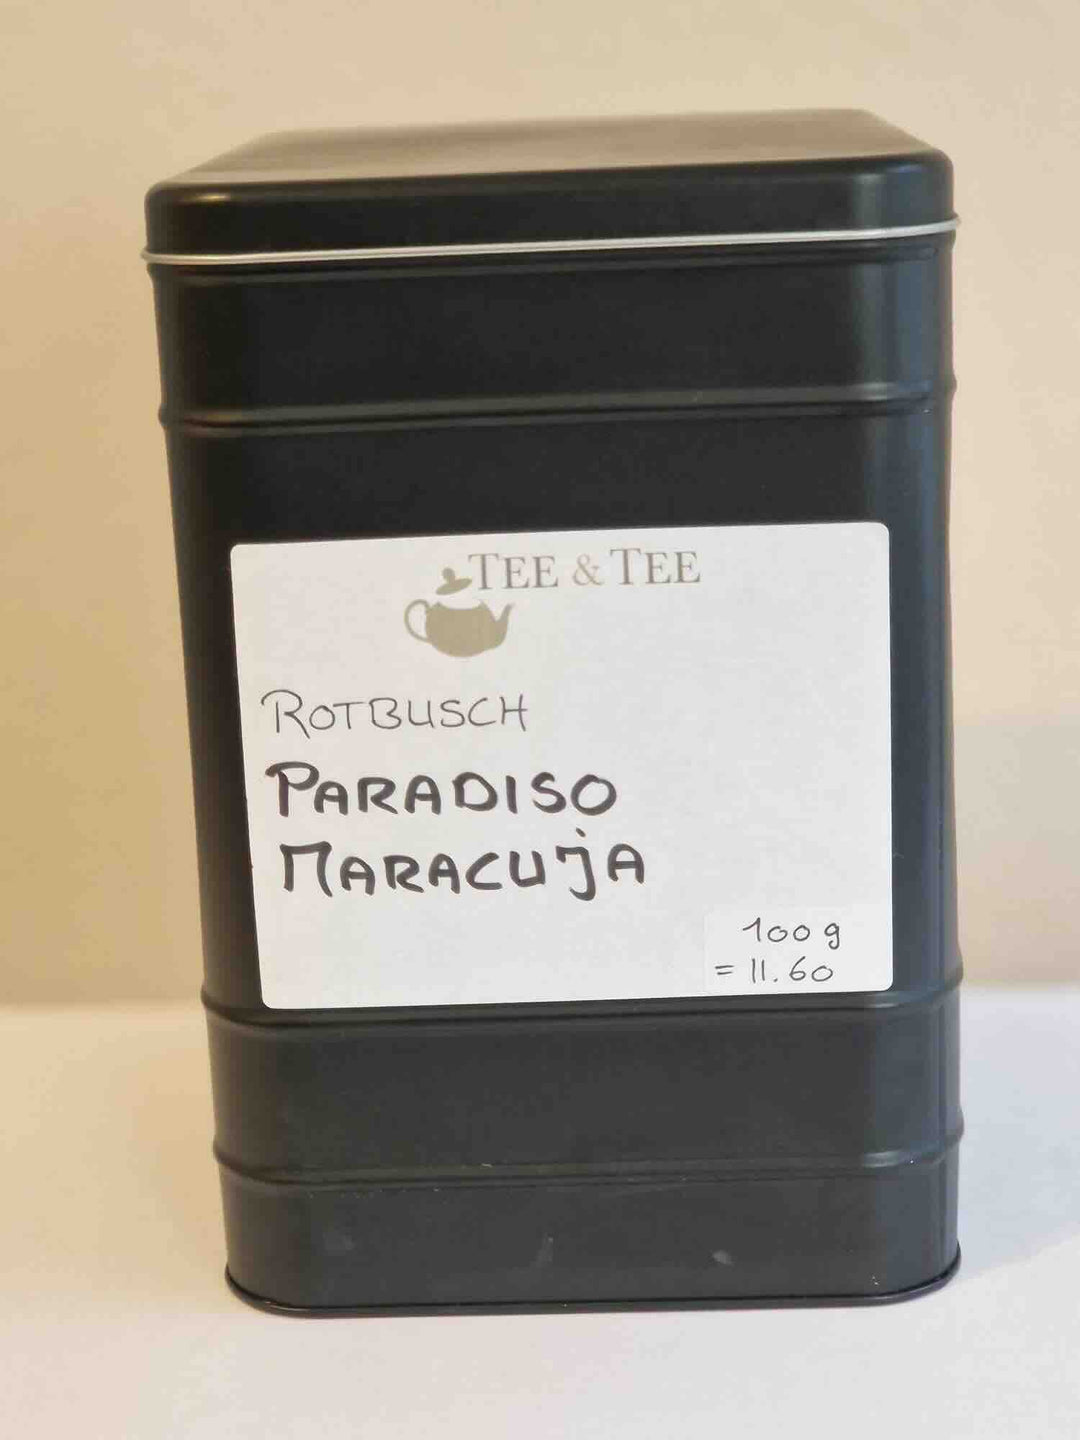 TEE & TEE
ROTBUSCH
PARADISO
MARACUJA
100 g
= 11.60